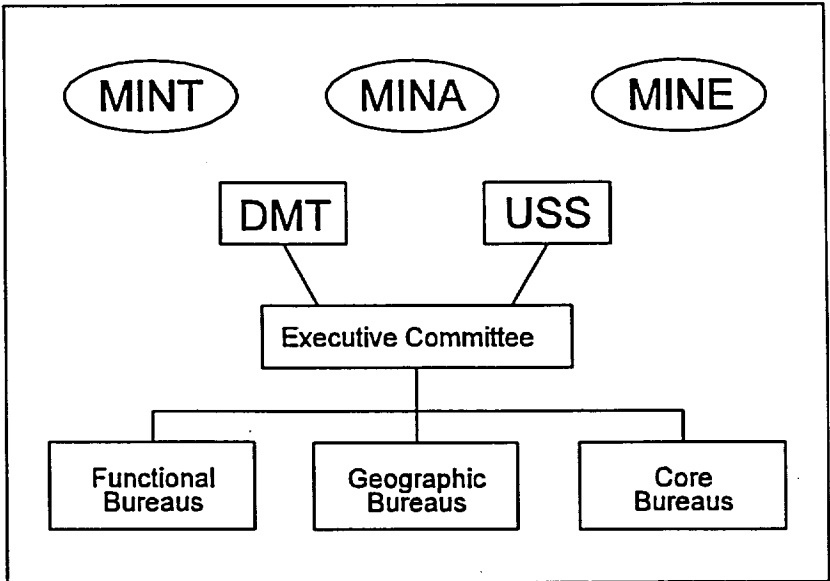 MINT
MINA
MINE
DMT
USS
Executive Committee
Functional
Bureaus
Geographic
Bureaus
Core
Bureaus